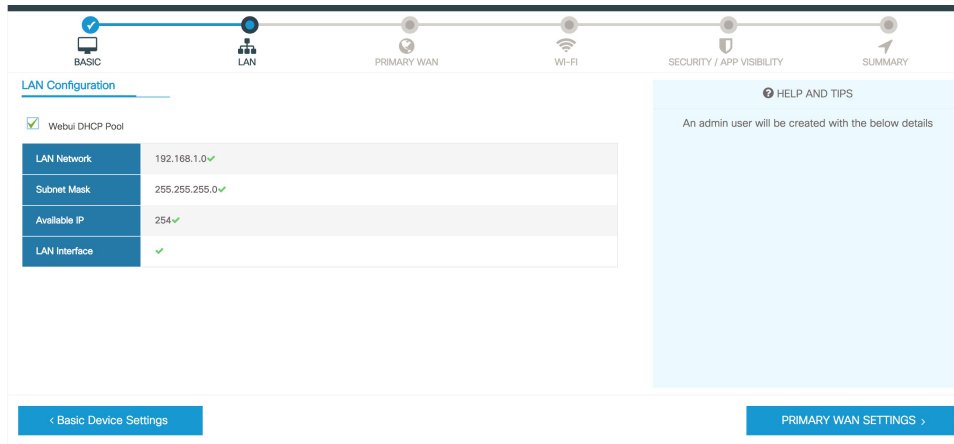 BASIC
LAN
PRIMARY WAN
WI-FI
SECURITY / APP VISIBILITY
SUMMARY
LAN Configuration
Webui DHCP Pool
LAN Network 192.168.1.0
Subnet Mask 255.255.255.0
Available IP 254
LAN Interface
HELP AND TIPS
An admin user will be created with the below details
< Basic Device Settings
PRIMARY WAN SETTINGS >